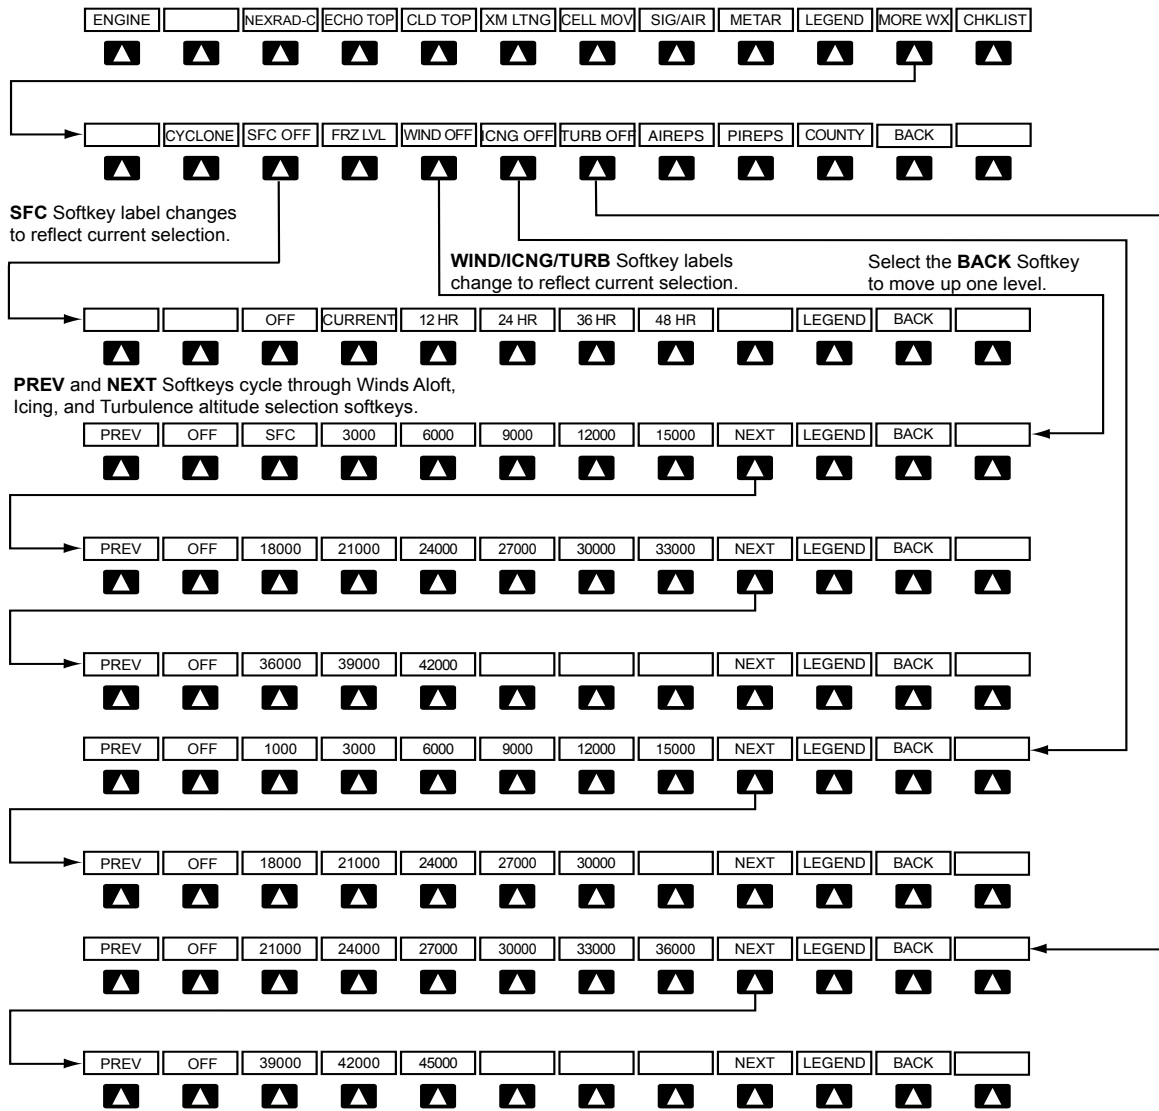 ENGINE NEXRAD-C ECHO TOP CLD TOP XM LTNG CELL MOV SIG/AIR METAR LEGEND MORE WX CHKLIST
CYCLONE SFC OFF FRZ LVL WIND OFF ICNG OFF TURB OFF AIREPS PIREPS COUNTY BACK
SFC Softkey label changes
to reflect current selection.
WIND/ICNG/TURB Softkey labels
change to reflect current selection.
Select the BACK Softkey
to move up one level.
OFF CURRENT 12 HR 24 HR 36 HR 48 HR LEGEND BACK
PREV and NEXT Softkeys cycle through Winds Aloft,
Icing, and Turbulence altitude selection softkeys.
PREV OFF SFC 3000 6000 9000 12000 15000 NEXT LEGEND BACK
PREV OFF 18000 21000 24000 27000 30000 33000 NEXT LEGEND BACK
PREV OFF 36000 39000 42000 NEXT LEGEND BACK
PREV OFF 1000 3000 6000 9000 12000 15000 NEXT LEGEND BACK
PREV OFF 18000 21000 24000 27000 30000 NEXT LEGEND BACK
PREV OFF 21000 24000 27000 30000 33000 36000 NEXT LEGEND BACK
PREV OFF 39000 42000 45000 NEXT LEGEND BACK